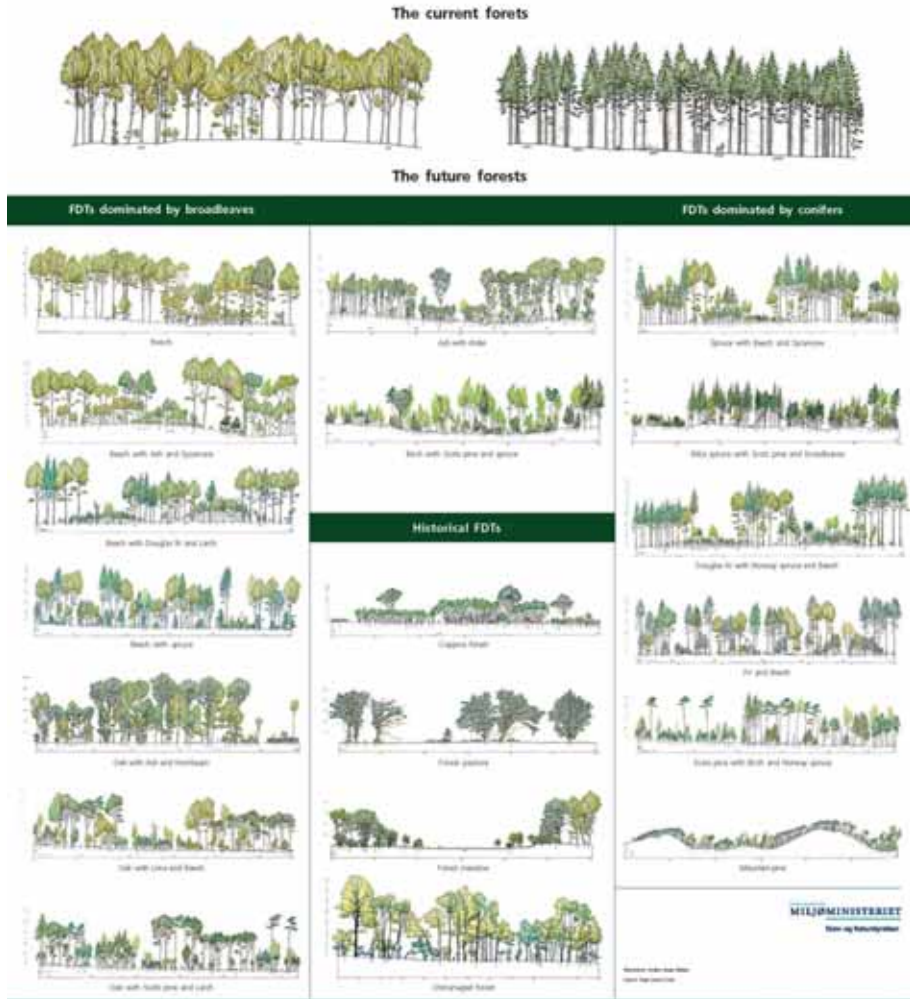 The current forets
The future forests
FDTs dominated by broadleaves
Beech
Beech with Ash and Sycamore
Beech with Douglas fir and Larch
Beech with spruce
Oak with Ash and Hornbeam
Oak with Lime and Beech
Oak with Scots pine and Larch
Ash with Alder
Birch with Scots pine and spruce
Historical FDTs
Coppice forest
Forest pasture
Forest meadow
Unmanaged forest
FDTs dominated by conifers
Spruce with Beech and Sycamore
Sitka spruce with Scots pine and broadleaves
Douglas fir with Norway spruce and Beech
Fir and Beech
Scots pine with Birch and Norway spruce
Mountain pine
MILJØMINISTERIET
Skov- og Naturstyrelsen